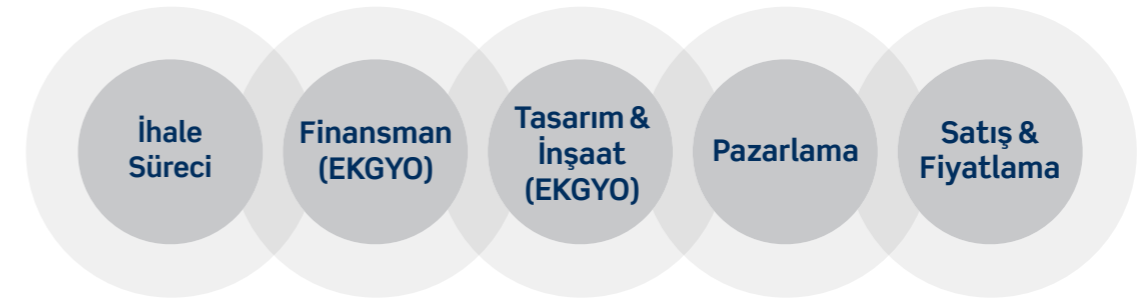 İhale
Süreci
Finansman
(EKGYO)
Tasarım &
İnşaat
(EKGYO)
Pazarlama
Satış &
Fiyatlama